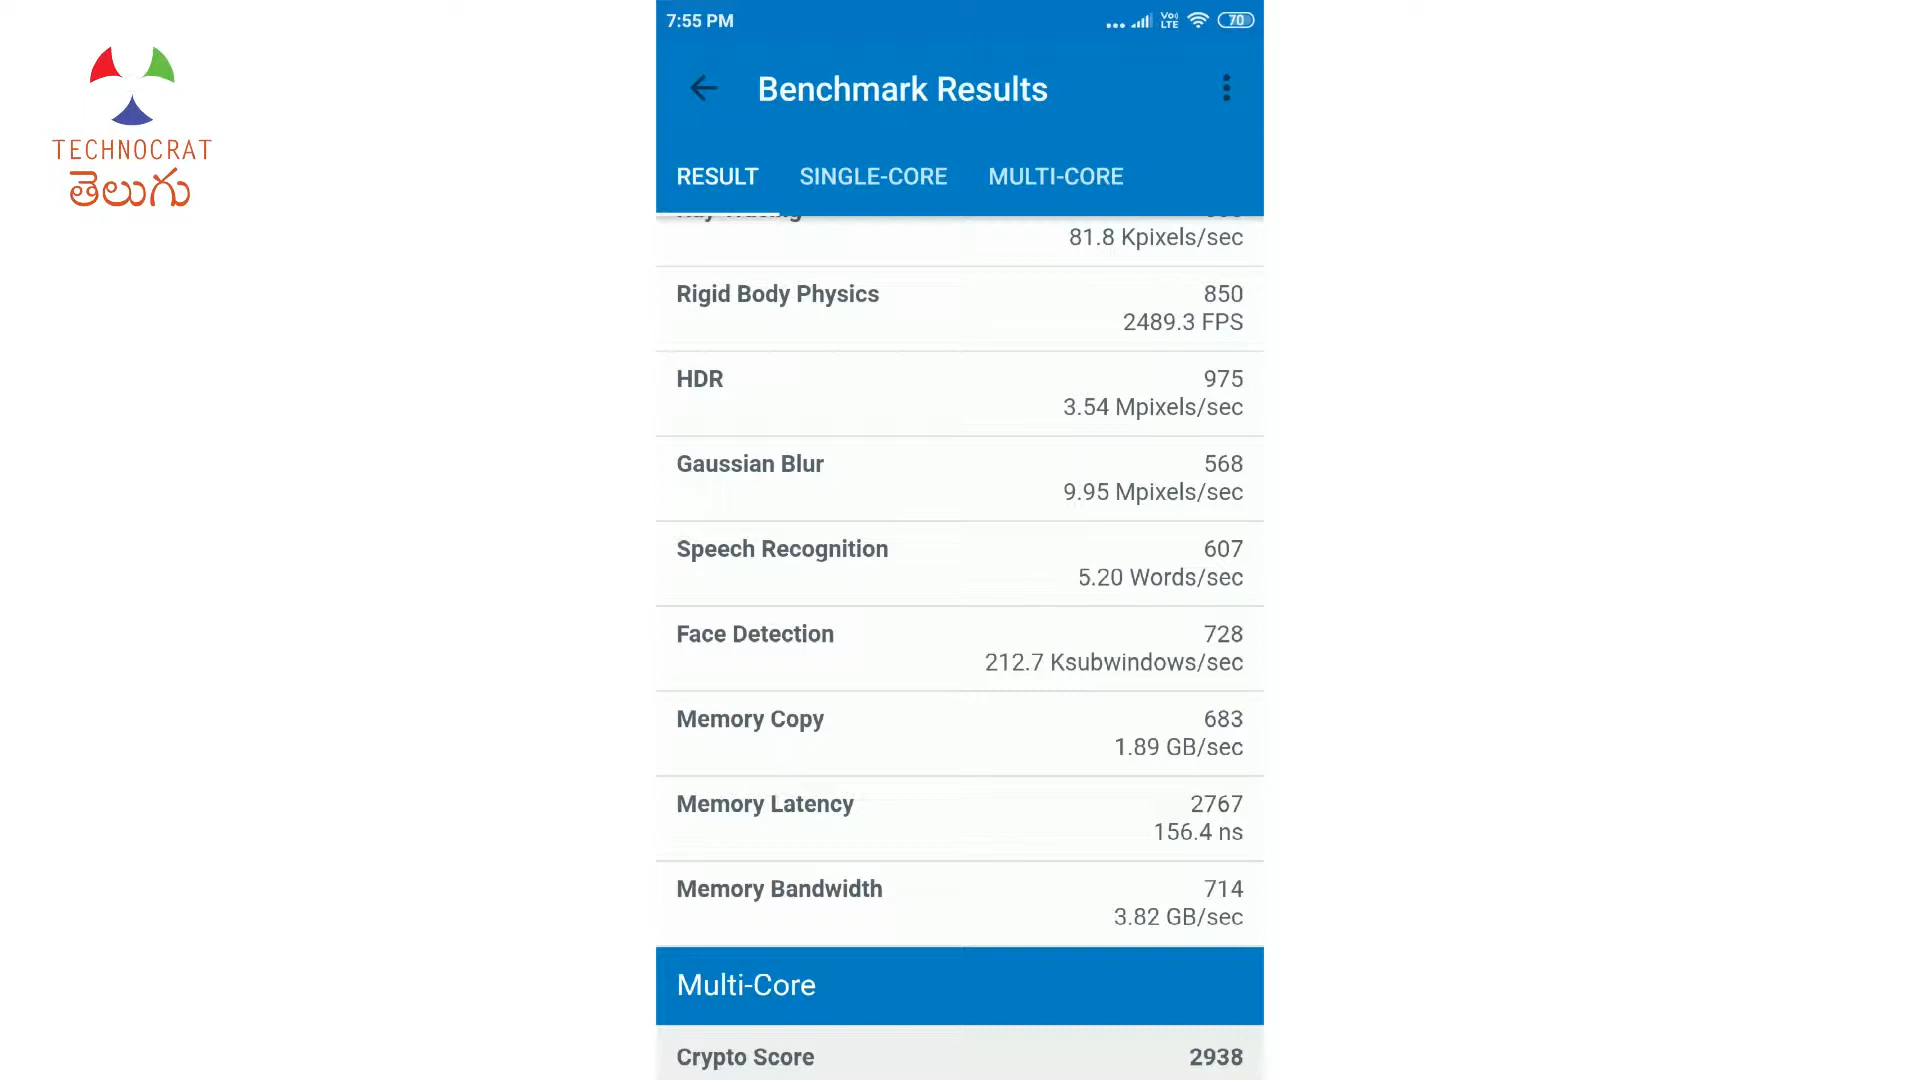 7:55 PM
Vo LTE 70
TECHNOCRAT
తెలుగు
Benchmark Results
RESULT SINGLE-CORE MULTI-CORE
81.8 Kpixels/sec
Rigid Body Physics 850
2489.3 FPS
HDR 975
3.54 Mpixels/sec
Gaussian Blur 568
9.95 Mpixels/sec
Speech Recognition 607
5.20 Words/sec
Face Detection 728
212.7 Ksubwindows/sec
Memory Copy 683
1.89 GB/sec
Memory Latency 2767
156.4 ns
Memory Bandwidth 714
3.82 GB/sec
Multi-Core
Crypto Score 2938